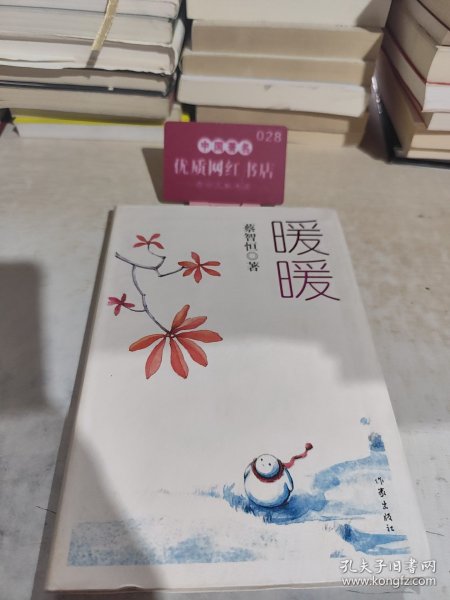 028
中国著名
优质网红书店
暖暖
蔡智恒◎著
作家出版社
孔夫子旧书网
www.kongfz.com